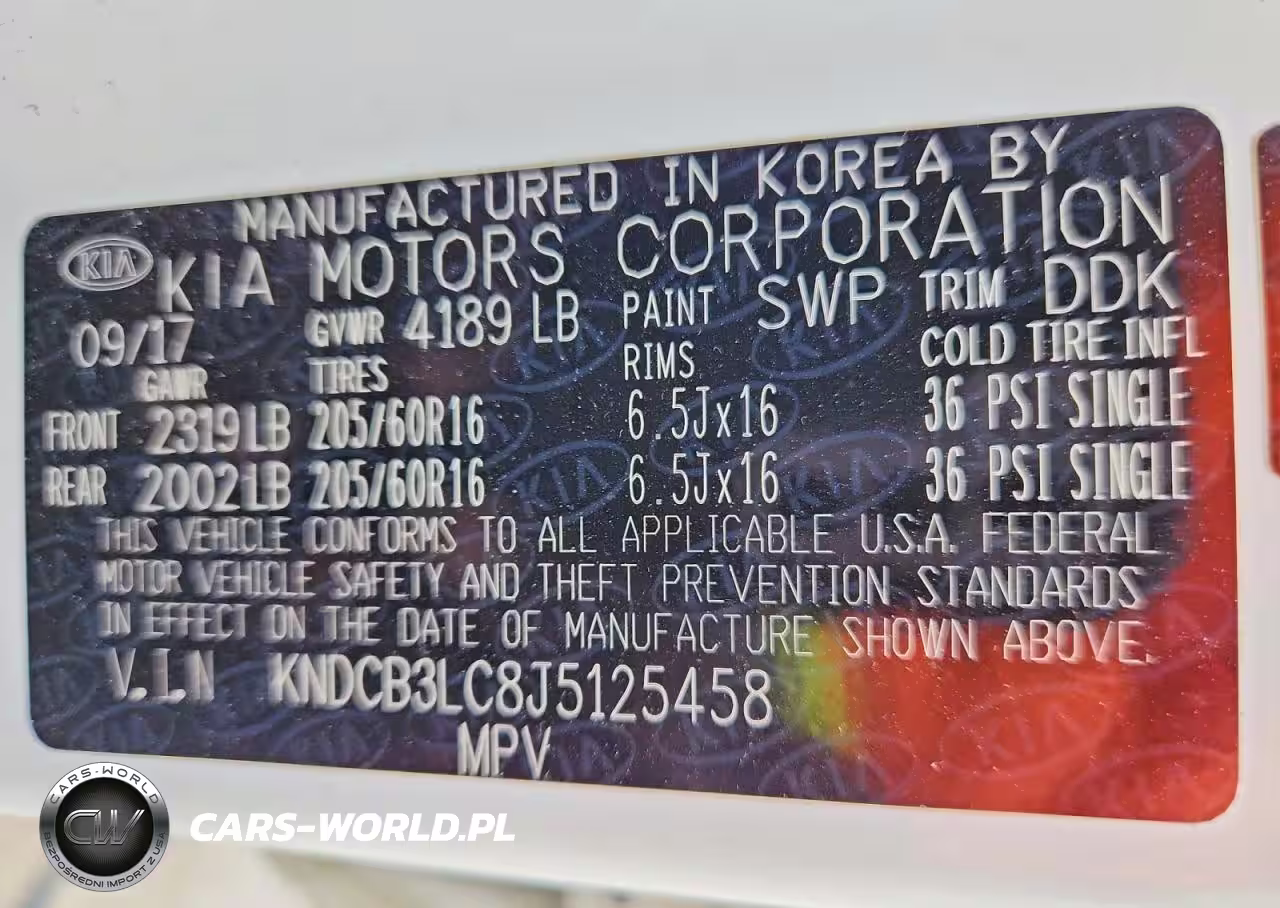 MANUFACTURED IN KOREA BY
KIA KIA MOTORS CORPORATION
09/17 GVWR 4189 LB PAINT SWP TRIM DDK
GAWR TIRES RIMS COLD TIRE INFL
FRONT 2319 LB 205/60R16 6.5Jx16 36 PSI SINGLE
REAR 2002 LB 205/60R16 6.5Jx16 36 PSI SINGLE
THIS VEHICLE CONFORMS TO ALL APPLICABLE U.S.A. FEDERAL
MOTOR VEHICLE SAFETY AND THEFT PREVENTION STANDARDS
IN EFFECT ON THE DATE OF MANUFACTURE SHOWN ABOVE.
V.I.N KNDCB3LC8J5125458
MPV
CARS-WORLD
CW
BEZPOŚREDNI IMPORT Z USA
CARS-WORLD.PL